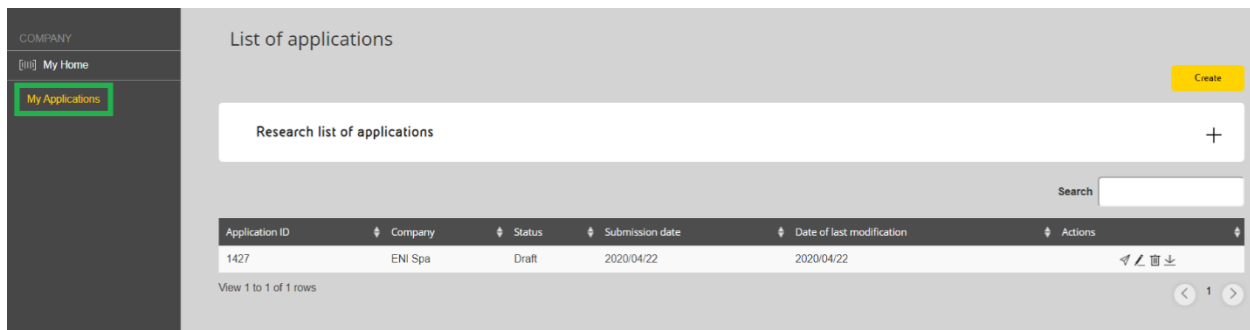 COMPANY
My Home
My Applications
List of applications
Create
Research list of applications
Search
Application ID Company Status Submission date Date of last modification Actions
1427 ENI Spa Draft 2020/04/22 2020/04/22
View 1 to 1 of 1 rows
1